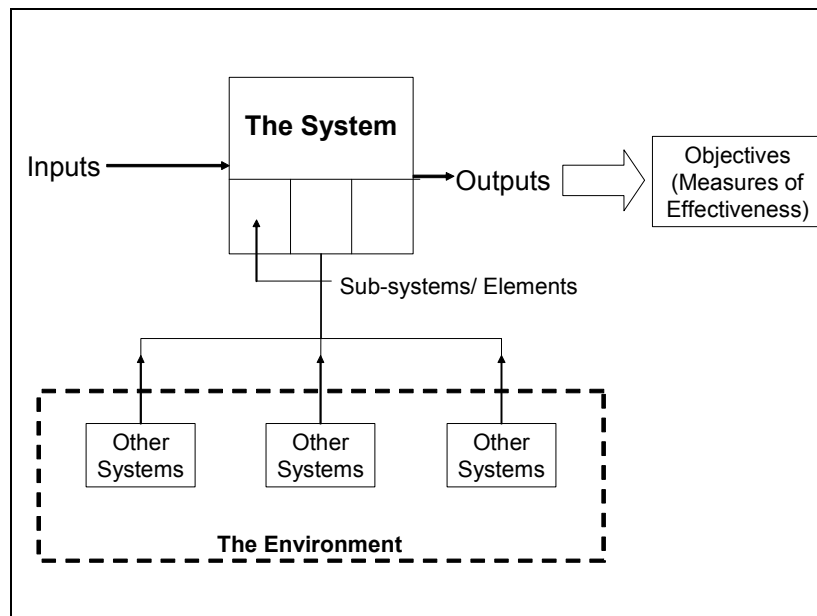 The System
Inputs
Outputs
Objectives
(Measures of
Effectiveness)
Sub-systems/ Elements
Other
Systems
Other
Systems
Other
Systems
The Environment